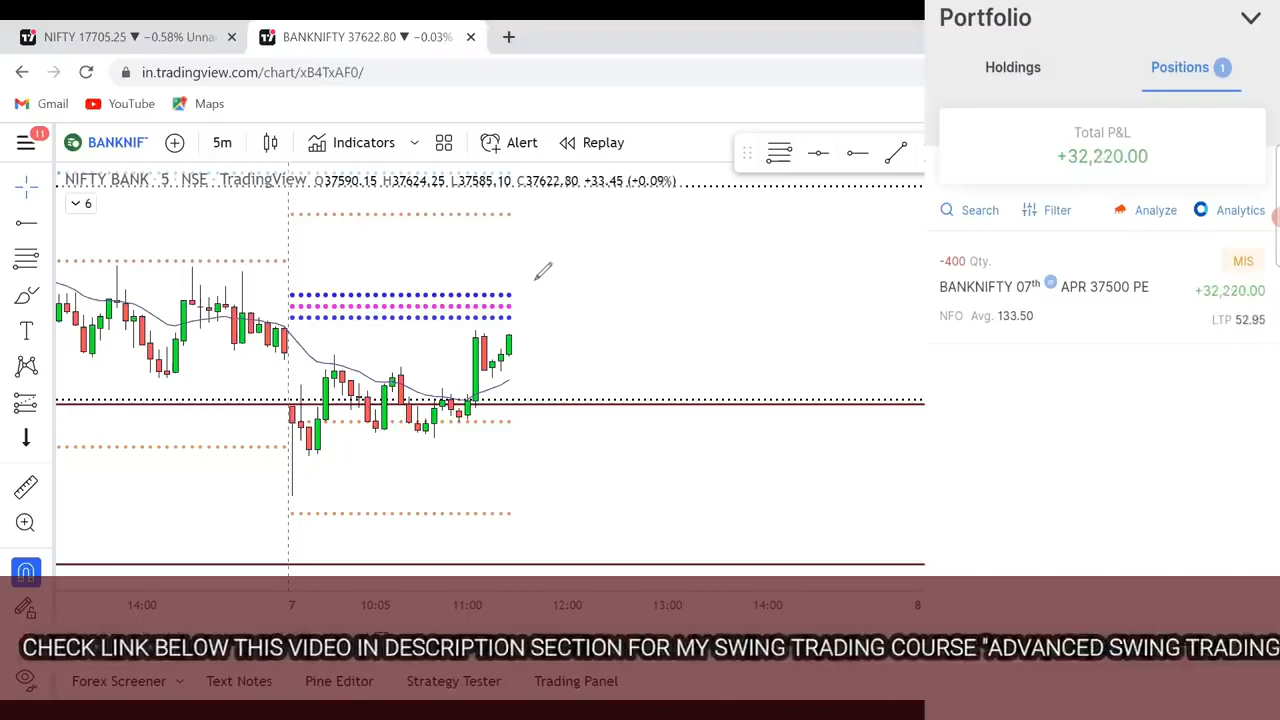 NIFTY 17705.25 ▼ −0.58% Unna
BANKNIFTY 37622.80 ▼ −0.03%
in.tradingview.com/chart/xB4TxAF0/
Gmail YouTube Maps
11
BANKNIF 5m Indicators Alert Replay
NIFTY BANK · 5 · NSE · TradingView O37590.15 H37624.25 L37585.10 C37622.80 +33.45 (+0.09%)
6
14:00 7 10:05 11:00 12:00 13:00 14:00 8
CHECK LINK BELOW THIS VIDEO IN DESCRIPTION SECTION FOR MY SWING TRADING COURSE "ADVANCED SWING TRADING
Forex Screener Text Notes Pine Editor Strategy Tester Trading Panel
Portfolio
Holdings Positions 1
Total P&L
+32,220.00
Search Filter Analyze Analytics
-400 Qty. MIS
BANKNIFTY 07th W APR 37500 PE +32,220.00
NFO Avg. 133.50 LTP 52.95